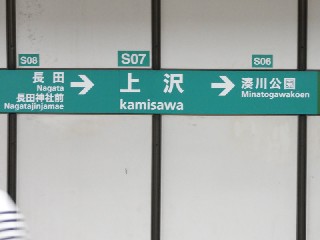 S08
長田
Nagata
長田神社前
Nagatajinjamae
S07
上沢
kamisawa
S06
湊川公園
Minatogawakoen